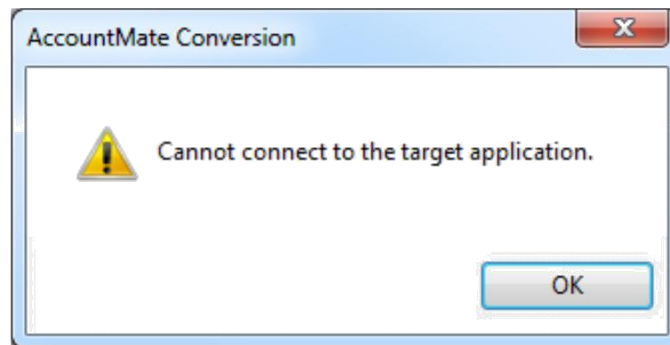 AccountMate Conversion
Cannot connect to the target application.
OK